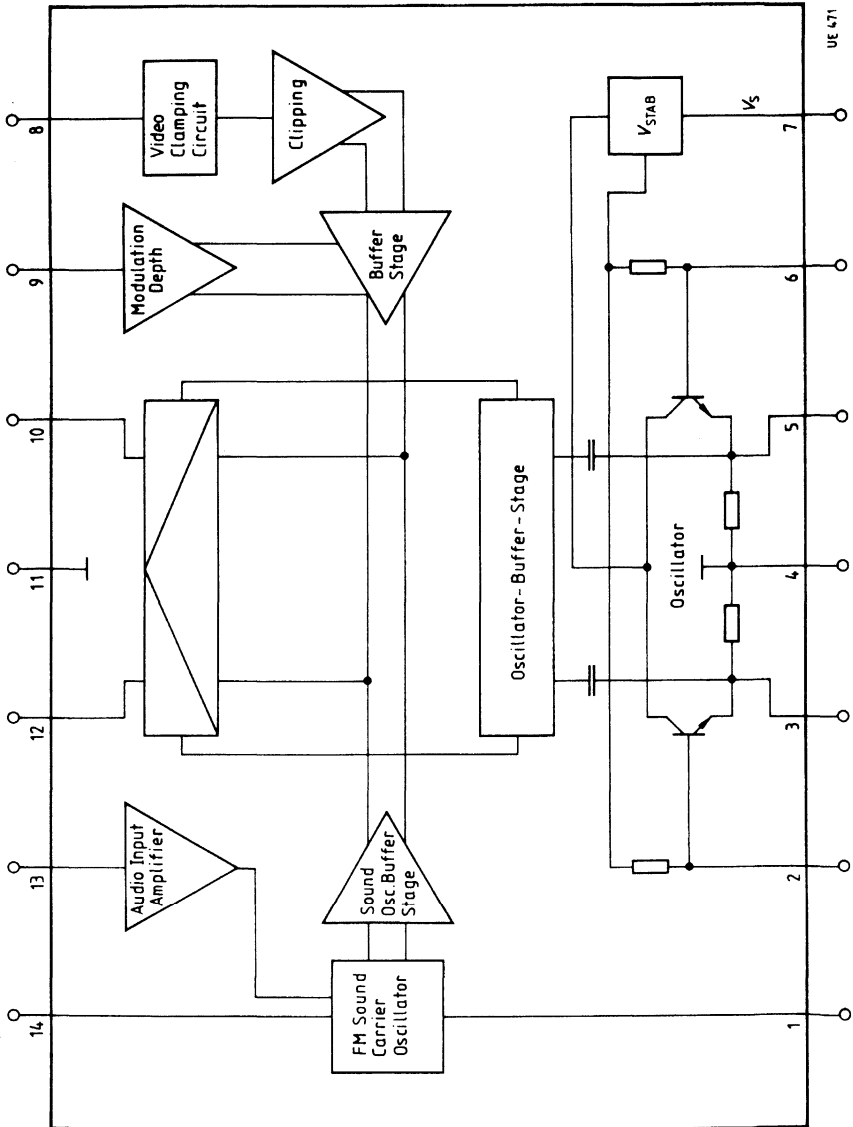 14
13
12
11
10
9
8
Audio Input
Amplifier
Modulation
Depth
Video
Clamping
Circuit
Clipping
FM Sound
Carrier
Oscillator
Sound
Osc.Buffer
Stage
Buffer
Stage
Oscillator-Buffer-Stage
Oscillator
VSTAB
VS
1
2
3
4
5
6
7
UE 471